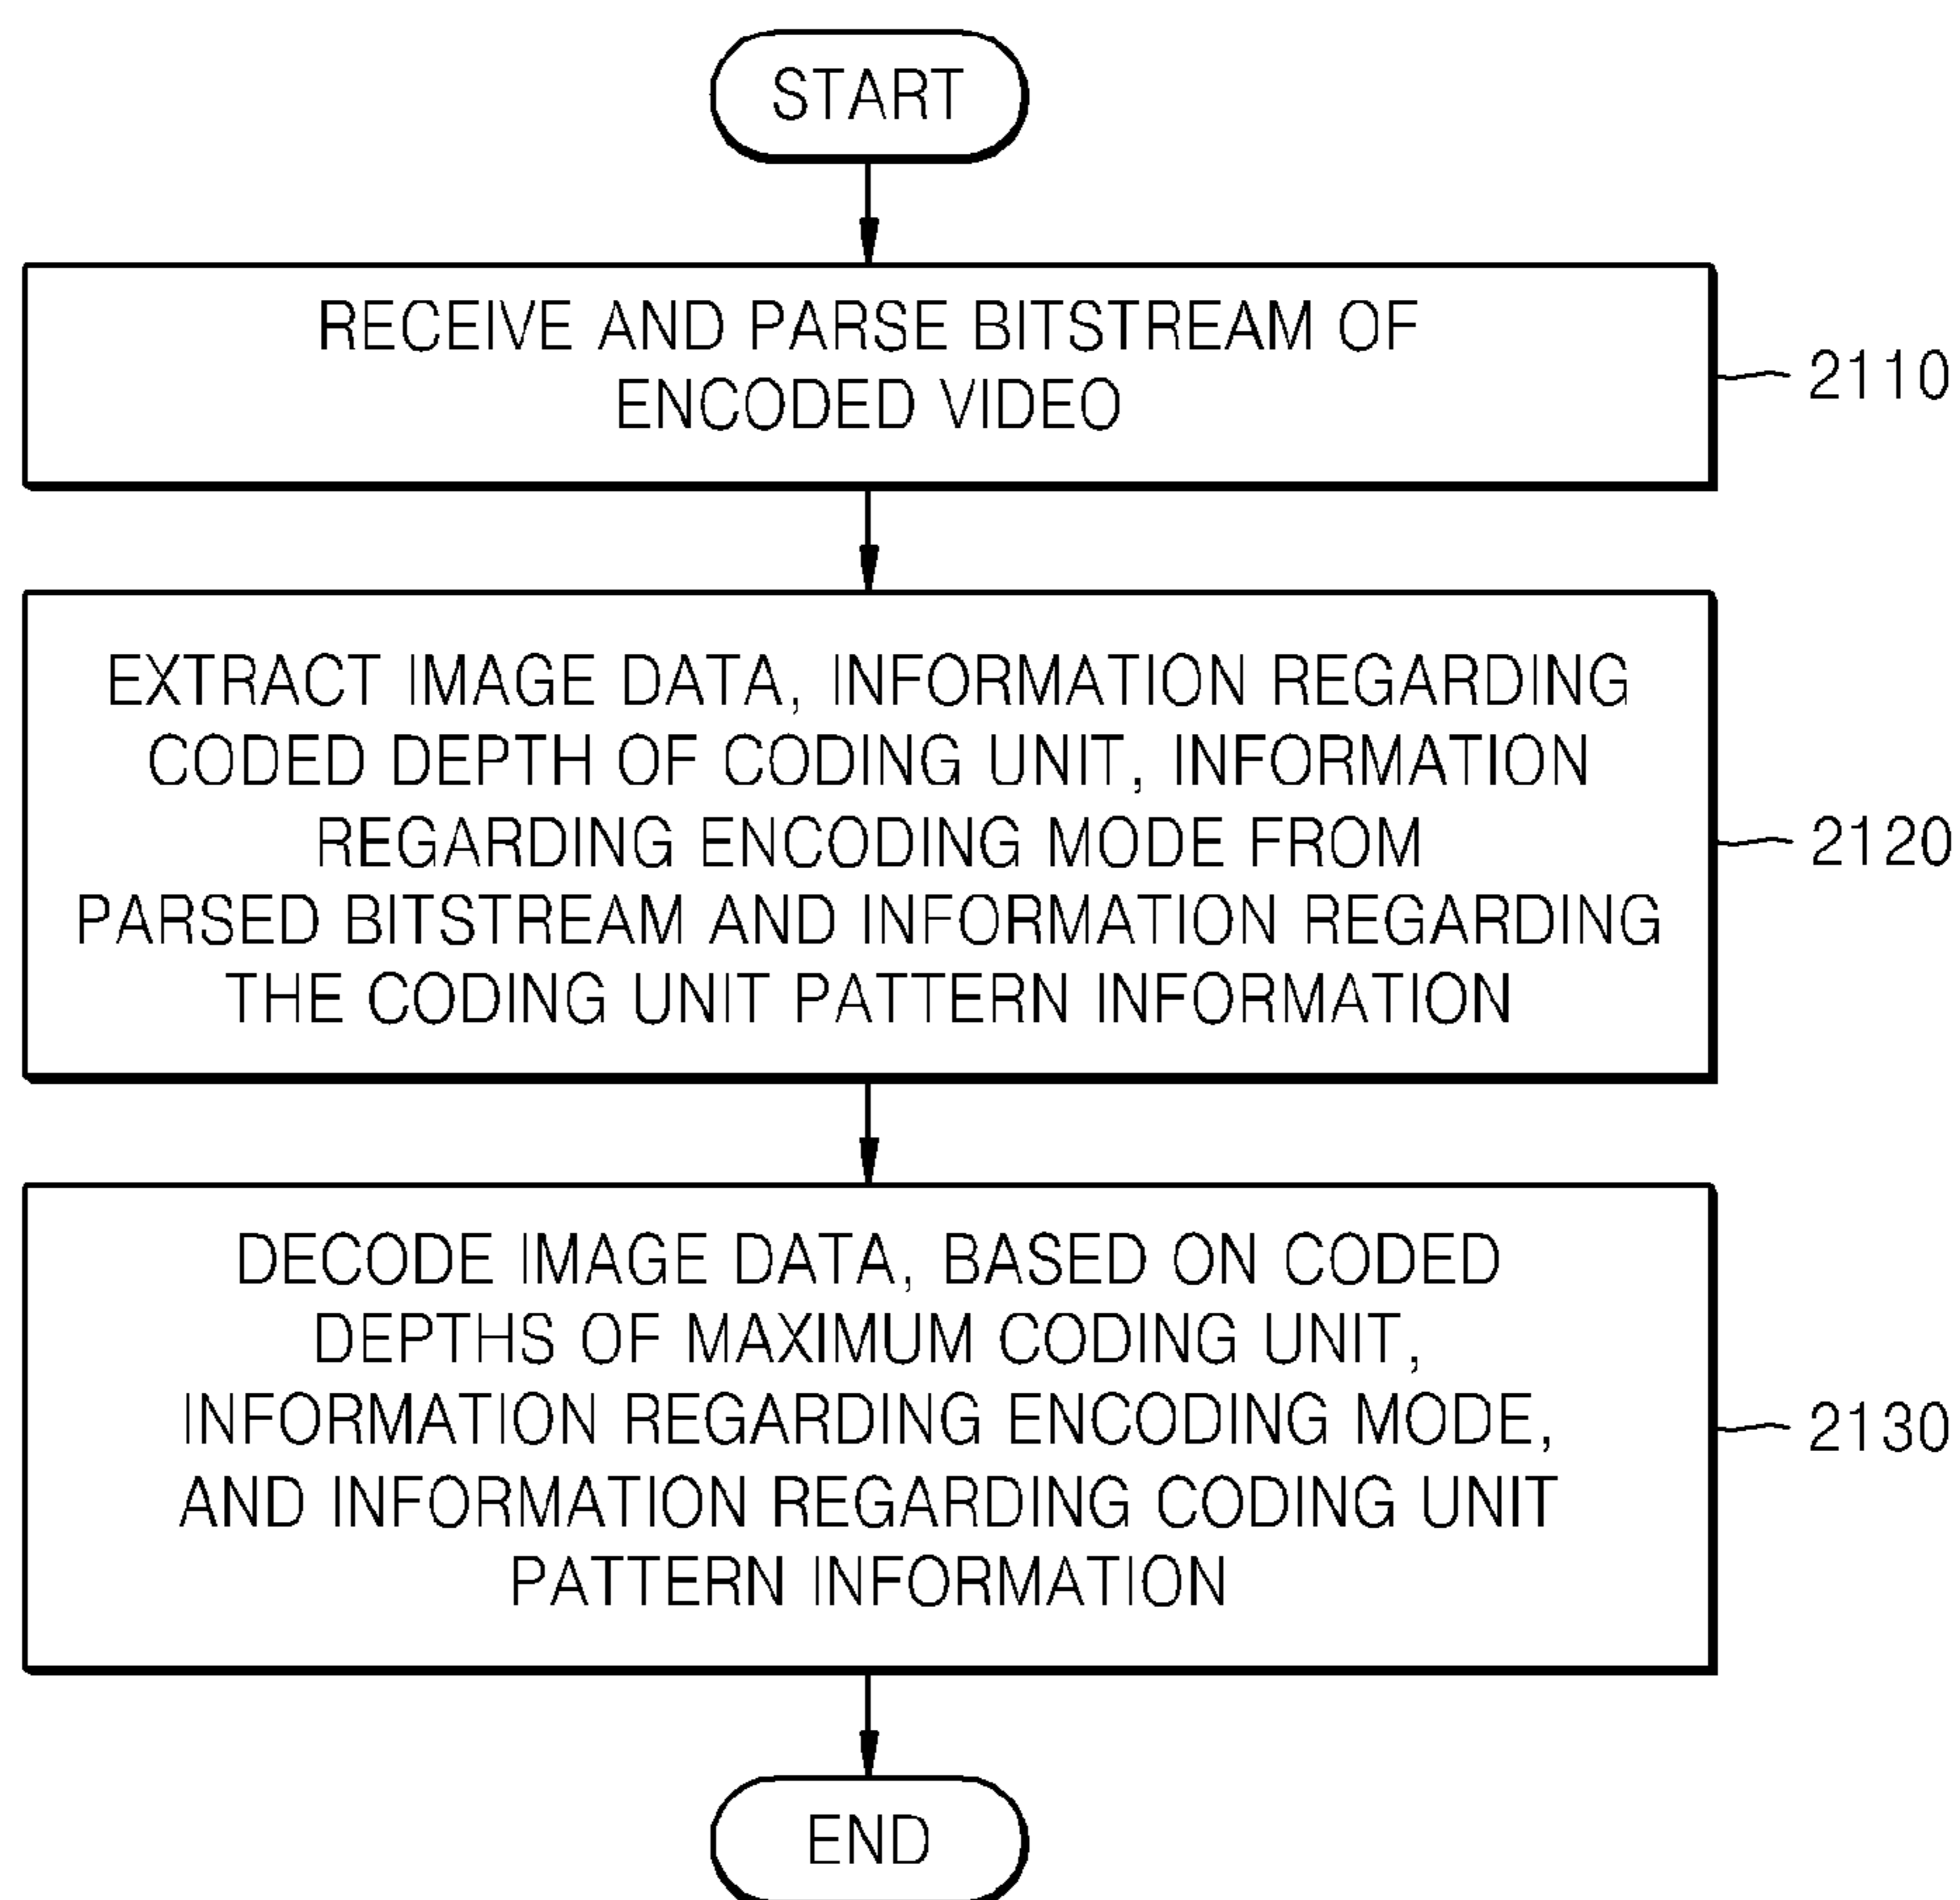 START
RECEIVE AND PARSE BITSTREAM OF
ENCODED VIDEO
2110
EXTRACT IMAGE DATA, INFORMATION REGARDING
CODED DEPTH OF CODING UNIT, INFORMATION
REGARDING ENCODING MODE FROM
PARSED BITSTREAM AND INFORMATION REGARDING
THE CODING UNIT PATTERN INFORMATION
2120
DECODE IMAGE DATA, BASED ON CODED
DEPTHS OF MAXIMUM CODING UNIT,
INFORMATION REGARDING ENCODING MODE,
AND INFORMATION REGARDING CODING UNIT
PATTERN INFORMATION
2130
END